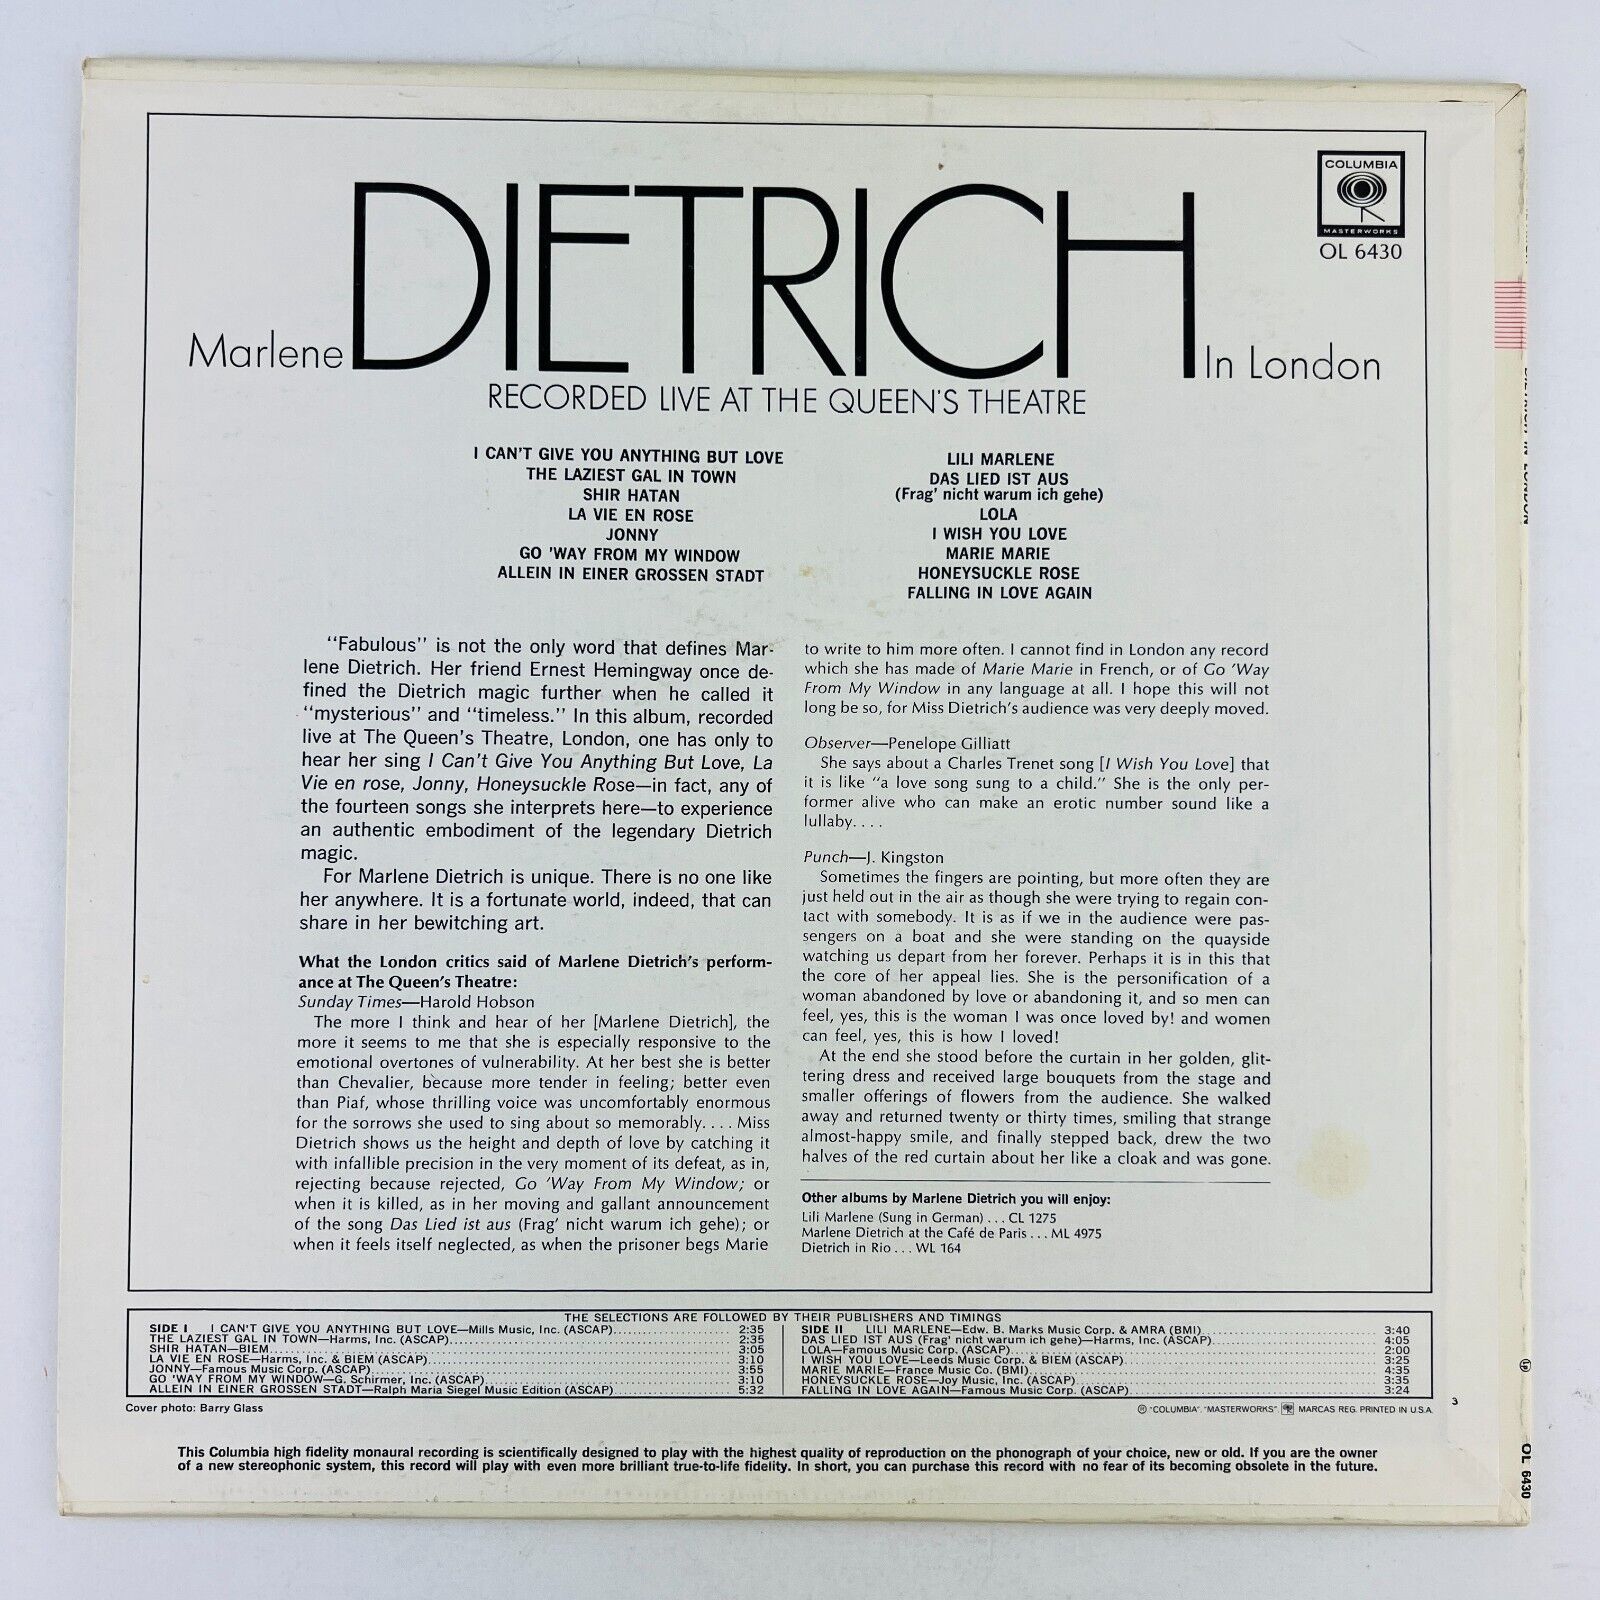 COLUMBIA
MASTERWORKS
OL 6430
Marlene DIETRICH In London
RECORDED LIVE AT THE QUEEN'S THEATRE
I CAN'T GIVE YOU ANYTHING BUT LOVE
THE LAZIEST GAL IN TOWN
SHIR HATAN
LA VIE EN ROSE
JONNY
GO 'WAY FROM MY WINDOW
ALLEIN IN EINER GROSSEN STADT
LILI MARLENE
DAS LIED IST AUS
(Frag' nicht warum ich gehe)
LOLA
I WISH YOU LOVE
MARIE MARIE
HONEYSUCKLE ROSE
FALLING IN LOVE AGAIN
"Fabulous" is not the only word that defines Mar-
lene Dietrich. Her friend Ernest Hemingway once de-
fined the Dietrich magic further when he called it
"mysterious" and "timeless." In this album, recorded
live at The Queen's Theatre, London, one has only to
hear her sing I Can't Give You Anything But Love, La
Vie en rose, Jonny, Honeysuckle Rose—in fact, any of
the fourteen songs she interprets here—to experience
an authentic embodiment of the legendary Dietrich
magic.
For Marlene Dietrich is unique. There is no one like
her anywhere. It is a fortunate world, indeed, that can
share in her bewitching art.
What the London critics said of Marlene Dietrich's perform-
ance at The Queen's Theatre:
Sunday Times—Harold Hobson
The more I think and hear of her [Marlene Dietrich], the
more it seems to me that she is especially responsive to the
emotional overtones of vulnerability. At her best she is better
than Chevalier, because more tender in feeling; better even
than Piaf, whose thrilling voice was uncomfortably enormous
for the sorrows she used to sing about so memorably.... Miss
Dietrich shows us the height and depth of love by catching it
with infallible precision in the very moment of its defeat, as in,
rejecting because rejected, Go 'Way From My Window; or
when it is killed, as in her moving and gallant announcement
of the song Das Lied ist aus (Frag' nicht warum ich gehe); or
when it feels itself neglected, as when the prisoner begs Marie
to write to him more often. I cannot find in London any record
which she has made of Marie Marie in French, or of Go 'Way
From My Window in any language at all. I hope this will not
long be so, for Miss Dietrich's audience was very deeply moved.
Observer—Penelope Gilliatt
She says about a Charles Trenet song [I Wish You Love] that
it is like "a love song sung to a child." She is the only per-
former alive who can make an erotic number sound like a
lullaby....
Punch—J. Kingston
Sometimes the fingers are pointing, but more often they are
just held out in the air as though she were trying to regain con-
tact with somebody. It is as if we in the audience were pas-
sengers on a boat and she were standing on the quayside
watching us depart from her forever. Perhaps it is in this that
the core of her appeal lies. She is the personification of a
woman abandoned by love or abandoning it, and so men can
feel, yes, this is the woman I was once loved by! and women
can feel, yes, this is how I loved!
At the end she stood before the curtain in her golden, glit-
tering dress and received large bouquets from the stage and
smaller offerings of flowers from the audience. She walked
away and returned twenty or thirty times, smiling that strange
almost-happy smile, and finally stepped back, drew the two
halves of the red curtain about her like a cloak and was gone.
Other albums by Marlene Dietrich you will enjoy:
Lili Marlene (Sung in German) ... CL 1275
Marlene Dietrich at the Café de Paris ... ML 4975
Dietrich in Rio ... WL 164
THE SELECTIONS ARE FOLLOWED BY THEIR PUBLISHERS AND TIMINGS
SIDE I I CAN'T GIVE YOU ANYTHING BUT LOVE—Mills Music, Inc. (ASCAP) 2:35
THE LAZIEST GAL IN TOWN—Harms, Inc. (ASCAP) 2:35
SHIR HATAN—BIEM 3:05
LA VIE EN ROSE—Harms, Inc. & BIEM (ASCAP) 3:10
JONNY—Famous Music Corp. (ASCAP) 3:55
GO 'WAY FROM MY WINDOW—G. Schirmer, Inc. (ASCAP) 3:10
ALLEIN IN EINER GROSSEN STADT—Ralph Maria Siegel Music Edition (ASCAP) 5:32
SIDE II LILI MARLENE—Edw. B. Marks Music Corp. & AMRA (BMI) 3:40
DAS LIED IST AUS (Frag' nicht warum ich gehe)—Harms, Inc. (ASCAP) 4:05
LOLA—Famous Music Corp. (ASCAP) 2:00
I WISH YOU LOVE—Leeds Music Corp. & BIEM (ASCAP) 3:25
MARIE MARIE—France Music Co. (BMI) 4:35
HONEYSUCKLE ROSE—Joy Music, Inc. (ASCAP) 3:35
FALLING IN LOVE AGAIN—Famous Music Corp. (ASCAP) 3:24
Cover photo: Barry Glass
℗ "COLUMBIA", "MASTERWORKS", MARCAS REG. PRINTED IN U.S.A.
3
This Columbia high fidelity monaural recording is scientifically designed to play with the highest quality of reproduction on the phonograph of your choice, new or old. If you are the owner
of a new stereophonic system, this record will play with even more brilliant true-to-life fidelity. In short, you can purchase this record with no fear of its becoming obsolete in the future.
DIETRICH IN LONDON
OL 6430